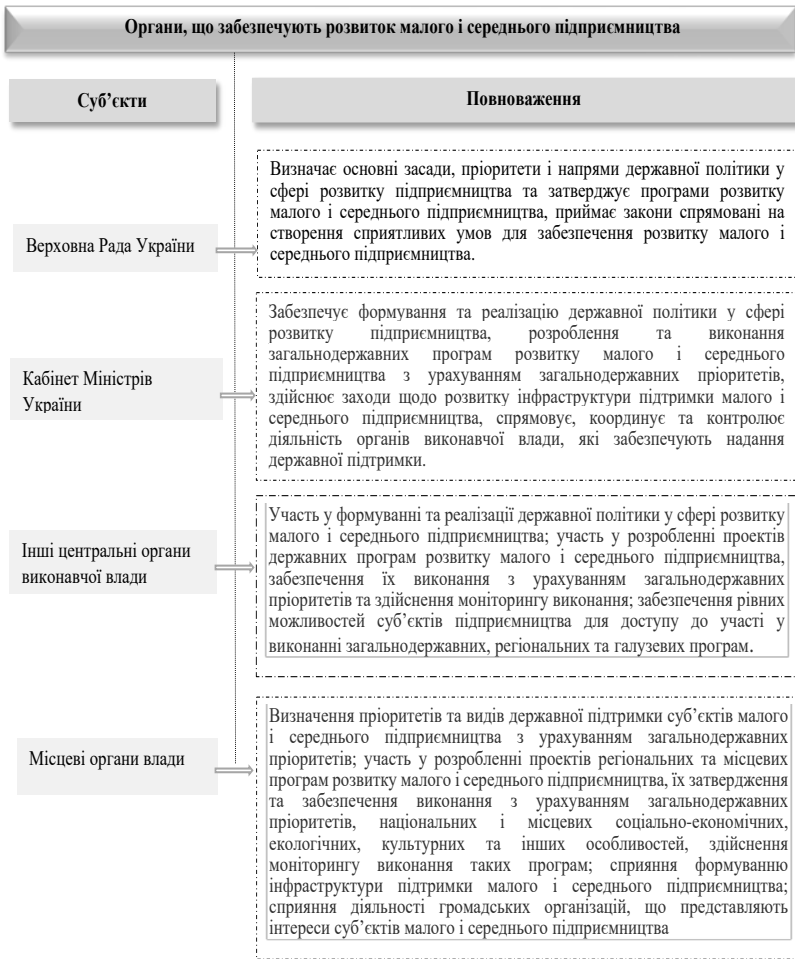 Органи, що забезпечують розвиток малого і середнього підприємництва
Суб’єкти
Повноваження
Верховна Рада України
Визначає основні засади, пріоритети і напрями державної політики у
сфері розвитку підприємництва та затверджує програми розвитку
малого і середнього підприємництва, приймає закони спрямовані на
створення сприятливих умов для забезпечення розвитку малого і
середнього підприємництва.
Кабінет Міністрів
України
Забезпечує формування та реалізацію державної політики у сфері
розвитку підприємництва, розроблення та виконання
загальнодержавних програм розвитку малого і середнього
підприємництва з урахуванням загальнодержавних пріоритетів,
здійснює заходи щодо розвитку інфраструктури підтримки малого і
середнього підприємництва, спрямовує, координує та контролює
діяльність органів виконавчої влади, які забезпечують надання
державної підтримки.
Інші центральні органи
виконавчої влади
Участь у формуванні та реалізації державної політики у сфері розвитку
малого і середнього підприємництва; участь у розробленні проектів
державних програм розвитку малого і середнього підприємництва,
забезпечення їх виконання з урахуванням загальнодержавних
пріоритетів та здійснення моніторингу виконання; забезпечення рівних
можливостей суб’єктів підприємництва для доступу до участі у
виконанні загальнодержавних, регіональних та галузевих програм.
Місцеві органи влади
Визначення пріоритетів та видів державної підтримки суб’єктів малого
і середнього підприємництва з урахуванням загальнодержавних
пріоритетів; участь у розробленні проектів регіональних та місцевих
програм розвитку малого і середнього підприємництва, їх затвердження
та забезпечення виконання з урахуванням загальнодержавних
пріоритетів, національних і місцевих соціально-економічних,
екологічних, культурних та інших особливостей, здійснення
моніторингу виконання таких програм; сприяння формуванню
інфраструктури підтримки малого і середнього підприємництва;
сприяння діяльності громадських організацій, що представляють
інтереси суб’єктів малого і середнього підприємництва